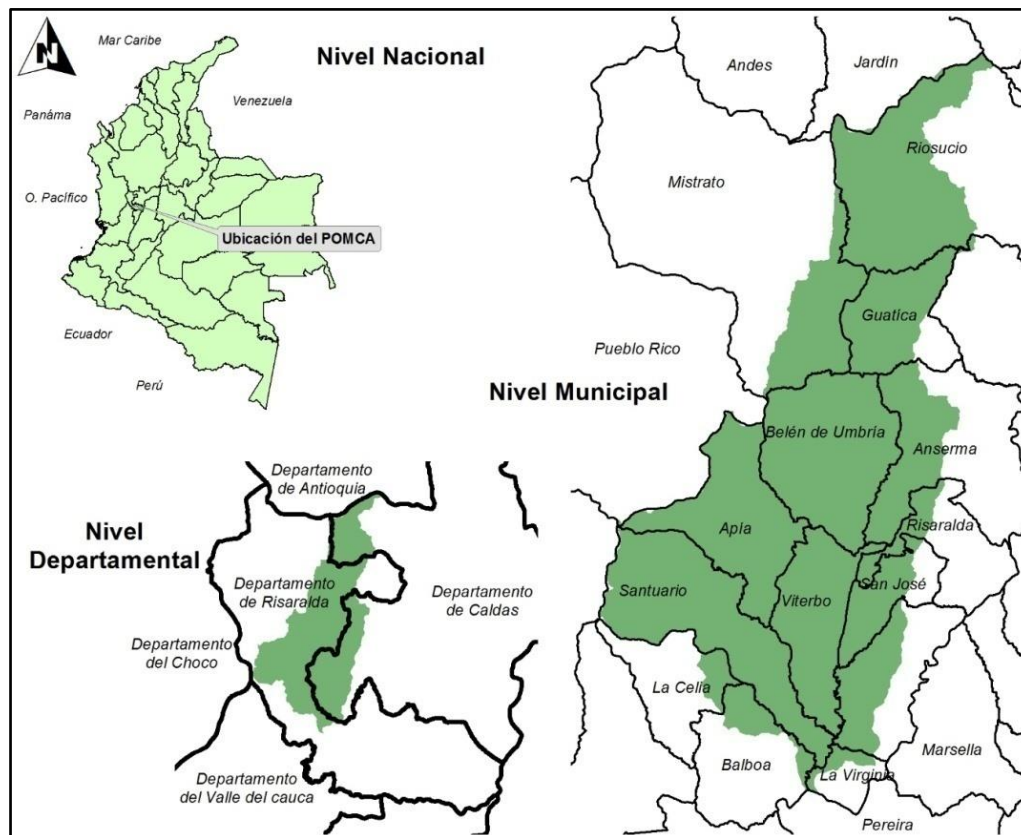 N
Mar Caribe
Nivel Nacional
Panáma
Venezuela
O. Pacífico
Ubicación del POMCA
Ecuador
Perú
Nivel Municipal
Andes
Jardín
Mistrato
Riosucio
Guatica
Pueblo Rico
Belén de Umbría
Anserma
Apía
Risaralda
Santuario
Viterbo
San José
La Celia
Balboa
La Virginia
Marsella
Pereira
Nivel
Departamental
Departamento
de Antioquia
Departamento
de Risaralda
Departamento
de Caldas
Departamento
del Choco
Departamento
del Valle del cauca